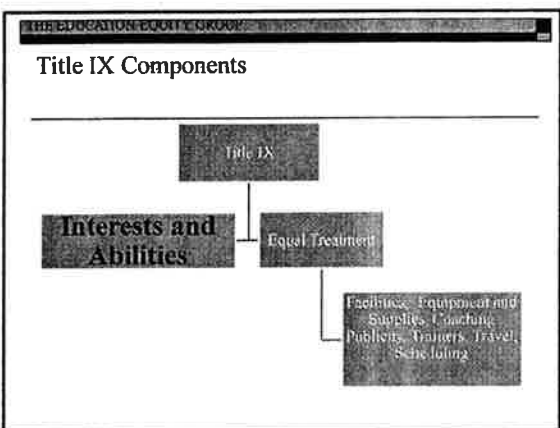 THE EDUCATION EQUITY GROUP
Title IX Components
Title IX
Interests and
Abilities
Equal Treatment
Facilities, Equipment and
Supplies, Coaching
Publicity, Trainers, Travel,
Scheduling